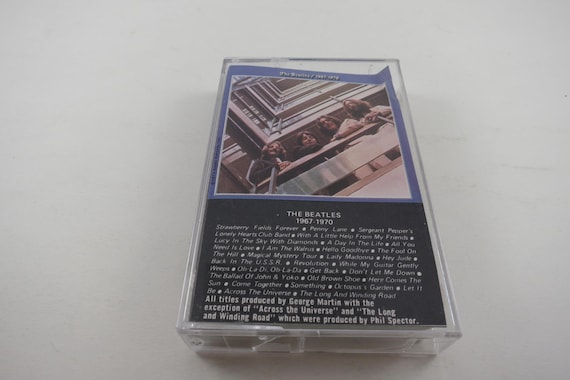 The Beatles / 1967-1970
THE BEATLES
1967-1970
Strawberry Fields Forever • Penny Lane • Sergeant Pepper's
Lonely Hearts Club Band • With A Little Help From My Friends •
Lucy In The Sky With Diamonds • A Day In The Life • All You
Need Is Love • I Am The Walrus • Hello Goodbye • The Fool On
The Hill • Magical Mystery Tour • Lady Madonna • Hey Jude •
Back In The U.S.S.R. • Revolution • While My Guitar Gently
Weeps • Ob-La Di, Ob-La-Da • Get Back • Don't Let Me Down •
The Ballad Of John & Yoko • Old Brown Shoe • Here Comes The
Sun • Come Together • Something • Octopus's Garden • Let It
Be • Across The Universe • The Long And Winding Road
All titles produced by George Martin with the
exception of "Across the Universe" and "The Long
and Winding Road" which were produced by Phil Spector.